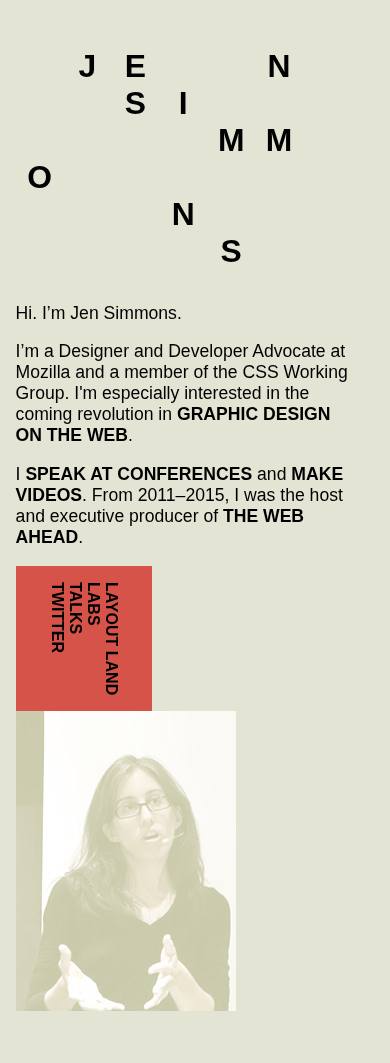 J E N
S I
M M
O
N
S
Hi. I’m Jen Simmons.
I’m a Designer and Developer Advocate at
Mozilla and a member of the CSS Working
Group. I'm especially interested in the
coming revolution in GRAPHIC DESIGN
ON THE WEB.
I SPEAK AT CONFERENCES and MAKE
VIDEOS. From 2011–2015, I was the host
and executive producer of THE WEB
AHEAD.
LAYOUT LAND
LABS
TALKS
TWITTER